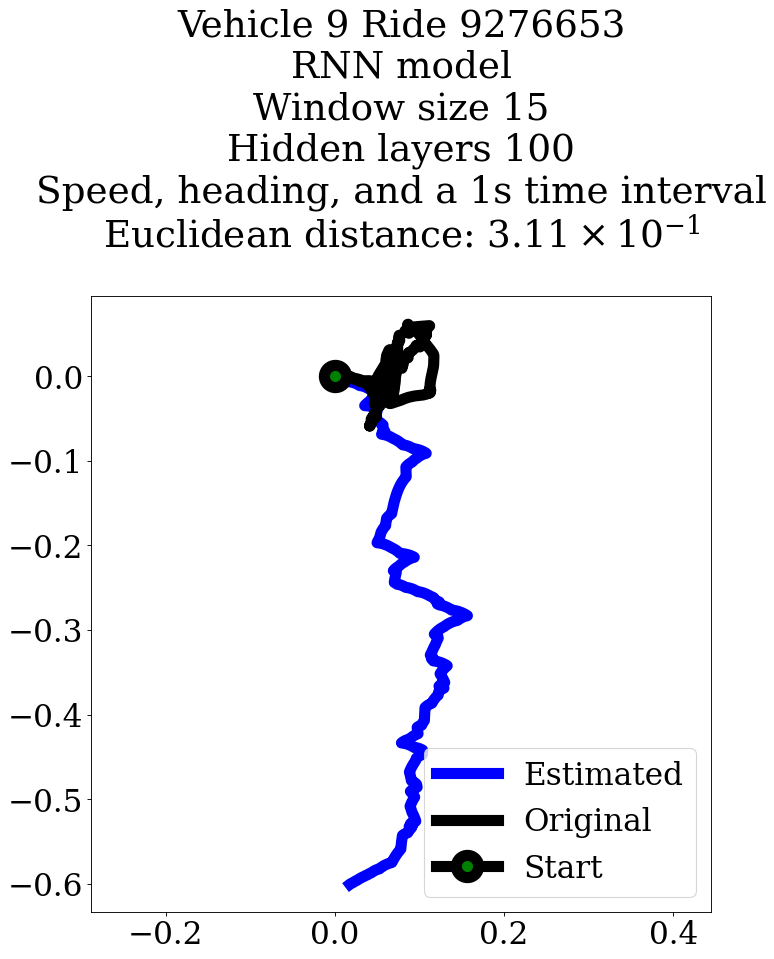 Vehicle 9 Ride 9276653
RNN model
Window size 15
Hidden layers 100
Speed, heading, and a 1s time interval
Euclidean distance: 3.11 × 10⁻¹
0.0
−0.1
−0.2
−0.3
−0.4
−0.5
−0.6
Estimated
Original
Start
−0.2 0.0 0.2 0.4